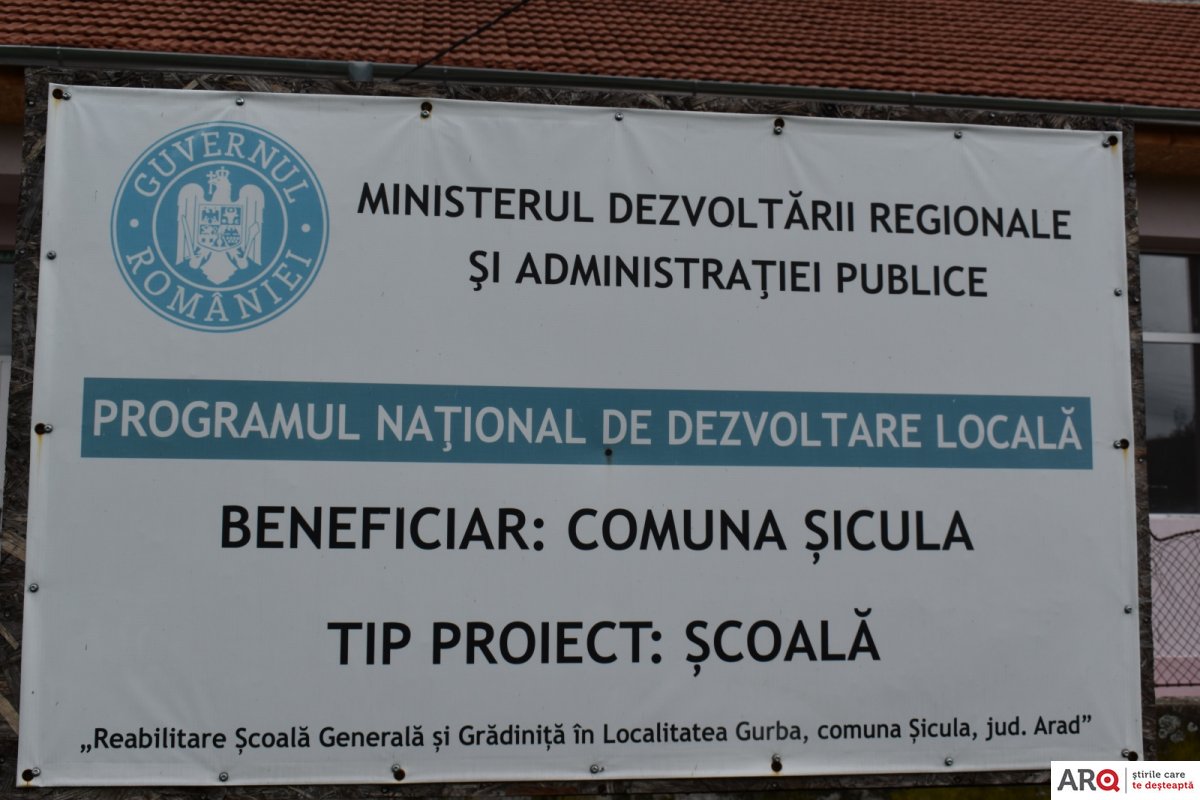 GUVERNUL
ROMÂNIEI
MINISTERUL DEZVOLTĂRII REGIONALE
ŞI ADMINISTRAŢIEI PUBLICE
PROGRAMUL NAŢIONAL DE DEZVOLTARE LOCALĂ
BENEFICIAR: COMUNA ȘICULA
TIP PROIECT: ȘCOALĂ
„Reabilitare Școală Generală și Grădiniță în Localitatea Gurba, comuna Șicula, jud. Arad”
ARQ
știrile care
te deșteaptă